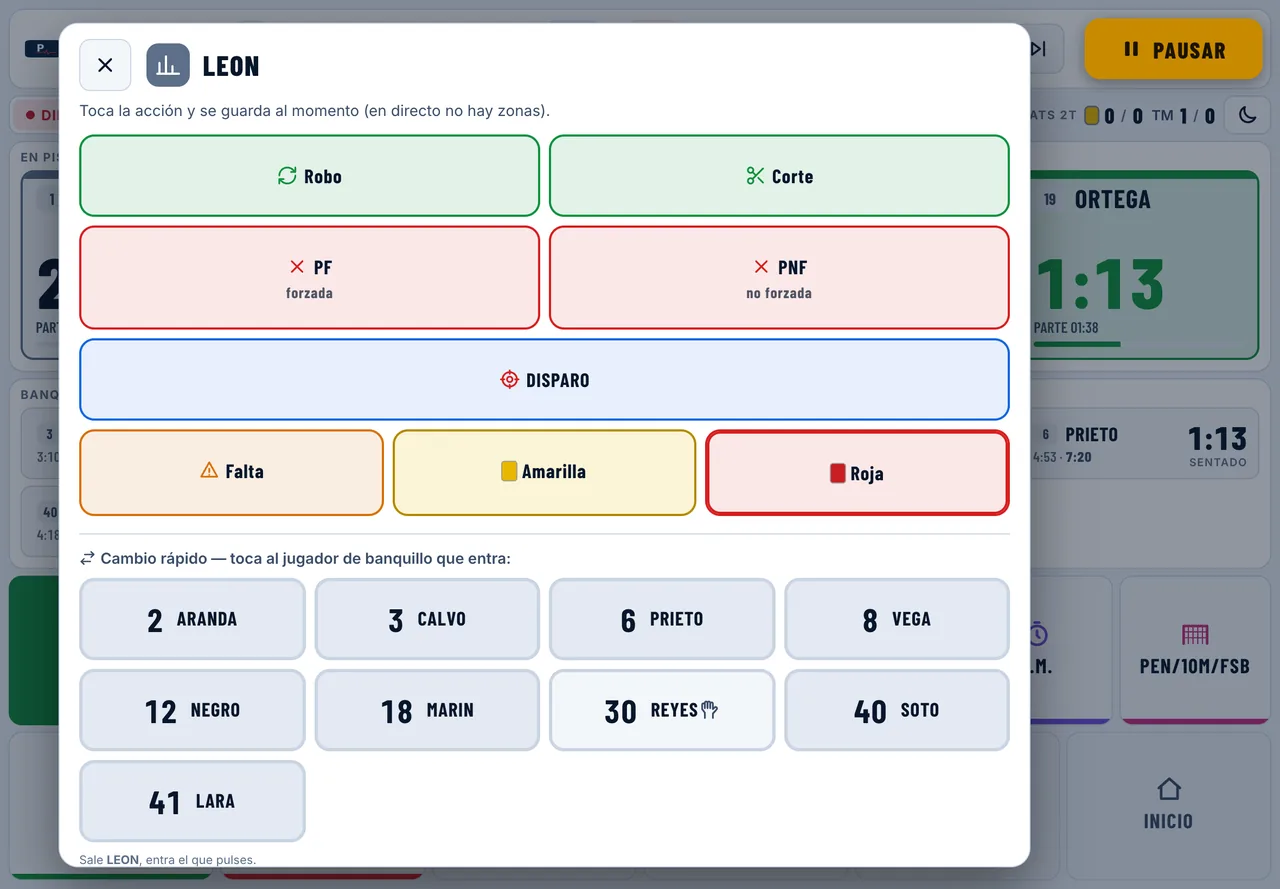 LEON
Toca la acción y se guarda al momento (en directo no hay zonas).
Robo
Corte
PF
forzada
PNF
no forzada
DISPARO
Falta
Amarilla
Roja
Cambio rápido — toca al jugador de banquillo que entra:
2 ARANDA
3 CALVO
6 PRIETO
8 VEGA
12 NEGRO
18 MARIN
30 REYES
40 SOTO
41 LARA
Sale LEON, entra el que pulses.
PAUSAR
2T 0 / 0 TM 1 / 0
19 ORTEGA
1:13
PARTE 01:38
6 PRIETO
4:53 · 7:20
1:13
SENTADO
PEN/10M/FSB
INICIO
P
1
3
40